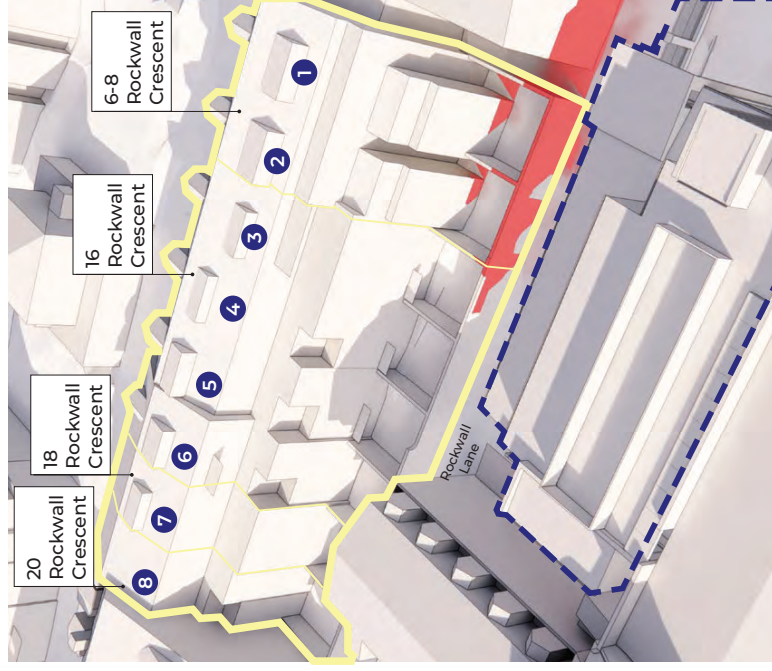 20
Rockwall
Crescent
18
Rockwall
Crescent
16
Rockwall
Crescent
6-8
Rockwall
Crescent
8
7
6
5
4
3
2
1
Rockwall
Lane